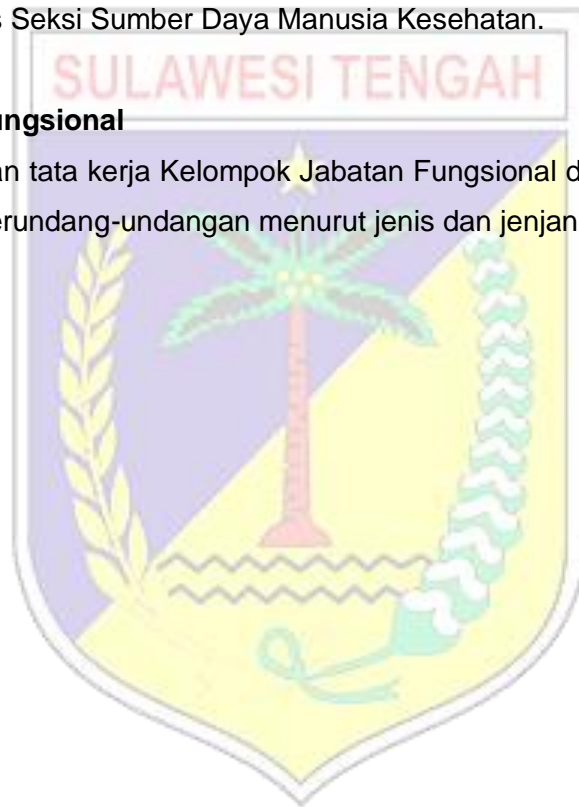 s Seksi Sumber Daya Manusia Kesehatan.
SULAWESI TENGAH
ungsional
an tata kerja Kelompok Jabatan Fungsional d
erundang-undangan menurut jenis dan jenjan